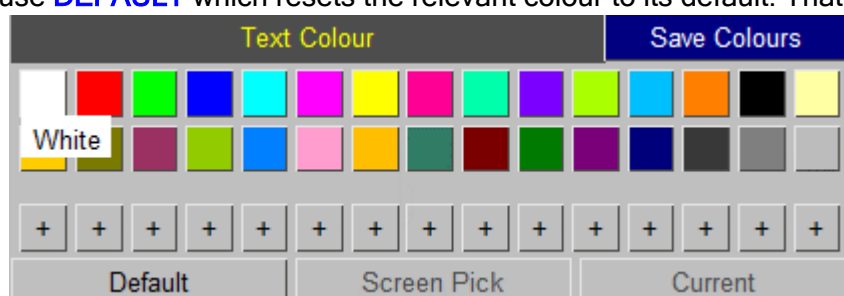 use DEFAULT which resets the relevant colour to its default. That
Text Colour Save Colours
White
+ + + + + + + + + + + + + + +
Default Screen Pick Current